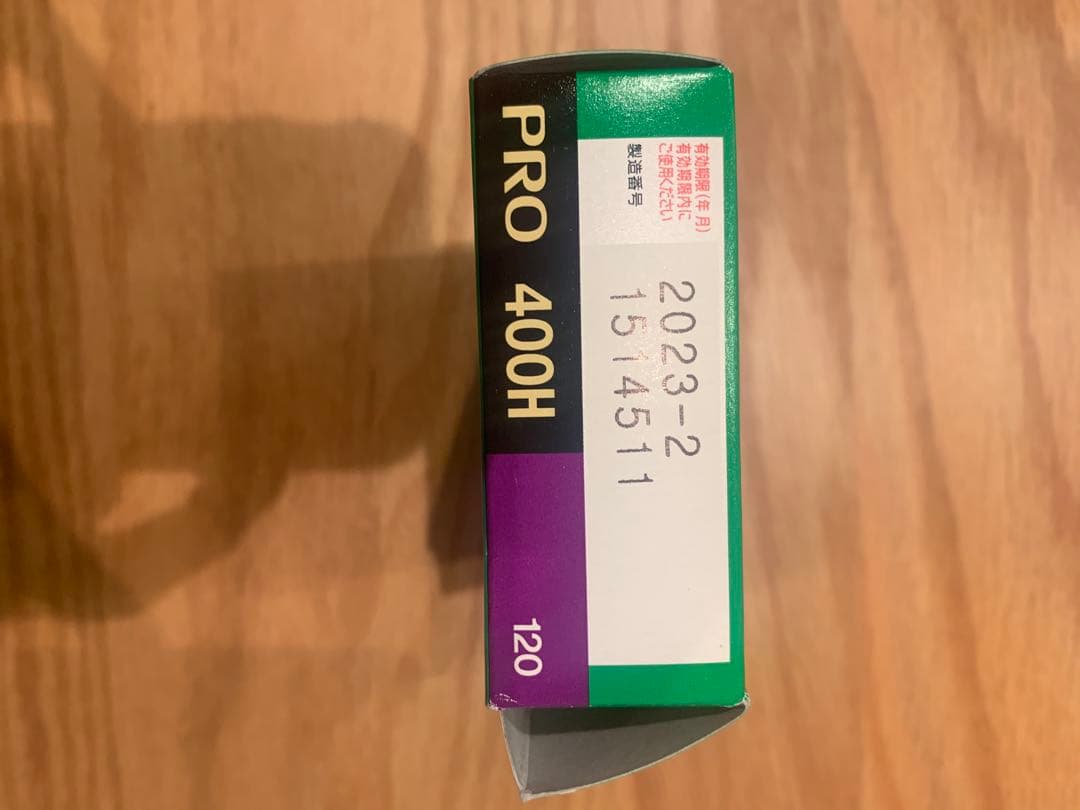 有効期限(年 月)
有効期限内に
ご使用ください
2023-2
製造番号
1514511
PRO 400H
120